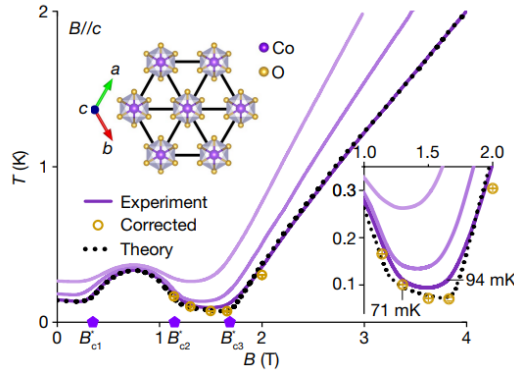 B//c
a
c
b
Co
O
Experiment
Corrected
Theory
T (K)
2
1
0
0
1
2
3
4
B*c1
B*c2
B*c3
B (T)
1.0
1.5
2.0
0.3
0.2
0.1
94 mK
71 mK